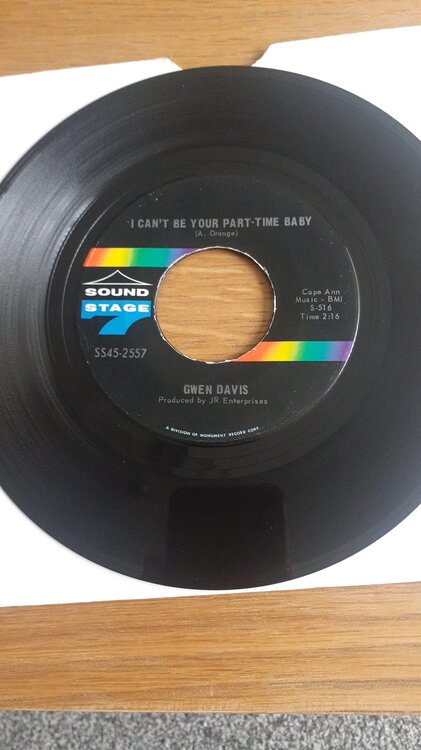 I CAN'T BE YOUR PART-TIME BABY
(A. Orange)
SOUND
STAGE
7
SS45-2557
Cape Ann
Music - BMI
S-516
Time 2:16
GWEN DAVIS
Produced by JR Enterprises
A DIVISION OF MONUMENT RECORD CORP.